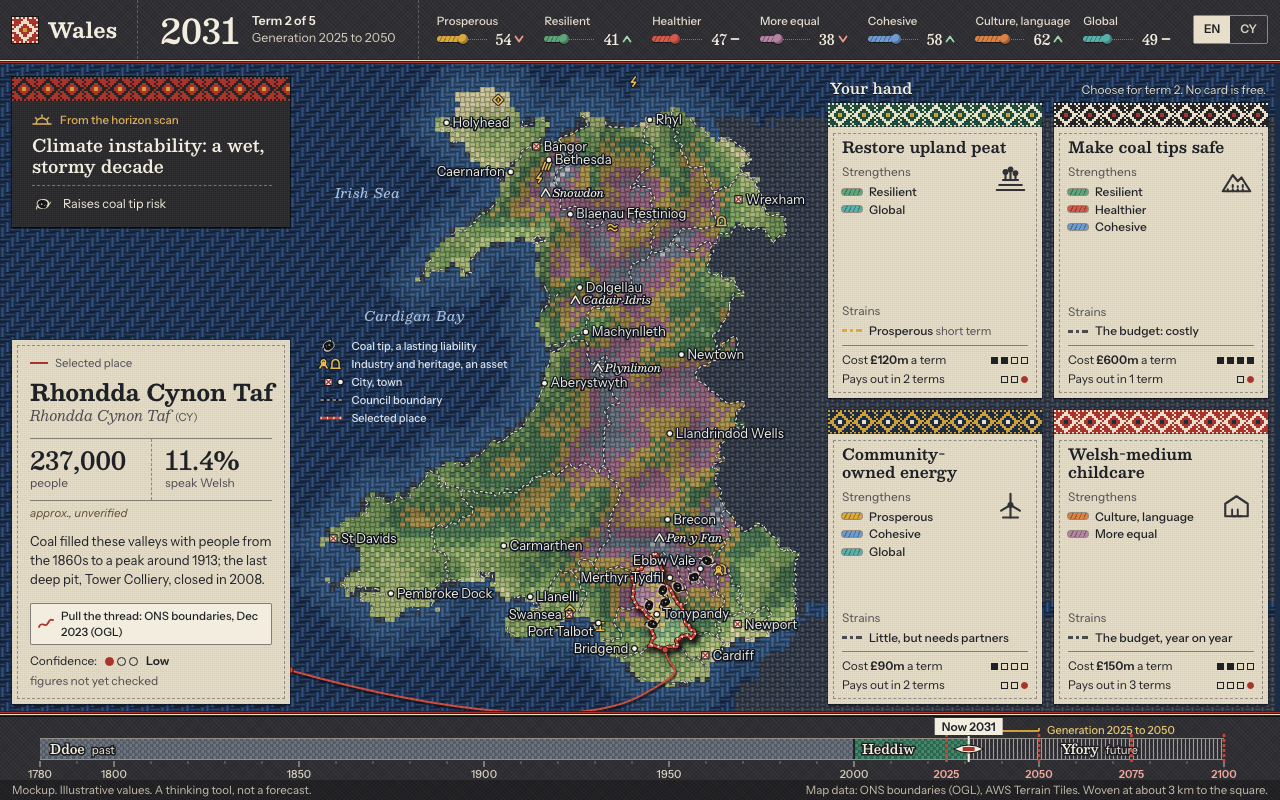 Wales
2031
Term 2 of 5
Generation 2025 to 2050
Prosperous
54
Resilient
41
Healthier
47
More equal
38
Cohesive
58
Culture, language
62
Global
49
EN
CY
From the horizon scan
Climate instability: a wet,
stormy decade
Raises coal tip risk
Selected place
Rhondda Cynon Taf
Rhondda Cynon Taf (CY)
237,000
people
11.4%
speak Welsh
approx., unverified
Coal filled these valleys with people from
the 1860s to a peak around 1913; the last
deep pit, Tower Colliery, closed in 2008.
Pull the thread: ONS boundaries, Dec
2023 (OGL)
Confidence: Low
figures not yet checked
Irish Sea
Cardigan Bay
Coal tip, a lasting liability
Industry and heritage, an asset
City, town
Council boundary
Selected place
Holyhead
Rhyl
Bangor
Bethesda
Caernarfon
Snowdon
Wrexham
Blaenau Ffestiniog
Dolgellau
Cadair Idris
Machynlleth
Newtown
Plynlimon
Aberystwyth
Llandrindod Wells
Brecon
St Davids
Carmarthen
Pen y Fan
Ebbw Vale
Merthyr Tydfil
Pembroke Dock
Llanelli
Swansea
Tonypandy
Port Talbot
Newport
Bridgend
Cardiff
Your hand
Choose for term 2. No card is free.
Restore upland peat
Strengthens
Resilient
Global
Strains
Prosperous short term
Cost £120m a term
Pays out in 2 terms
Make coal tips safe
Strengthens
Resilient
Healthier
Cohesive
Strains
The budget: costly
Cost £600m a term
Pays out in 1 term
Community-
owned energy
Strengthens
Prosperous
Cohesive
Global
Strains
Little, but needs partners
Cost £90m a term
Pays out in 2 terms
Welsh-medium
childcare
Strengthens
Culture, language
More equal
Strains
The budget, year on year
Cost £150m a term
Pays out in 3 terms
Now 2031
Generation 2025 to 2050
Ddoe past
Heddiw
Yfory future
1780
1800
1850
1900
1950
2000
2025
2050
2075
2100
Mockup. Illustrative values. A thinking tool, not a forecast.
Map data: ONS boundaries (OGL), AWS Terrain Tiles. Woven at about 3 km to the square.